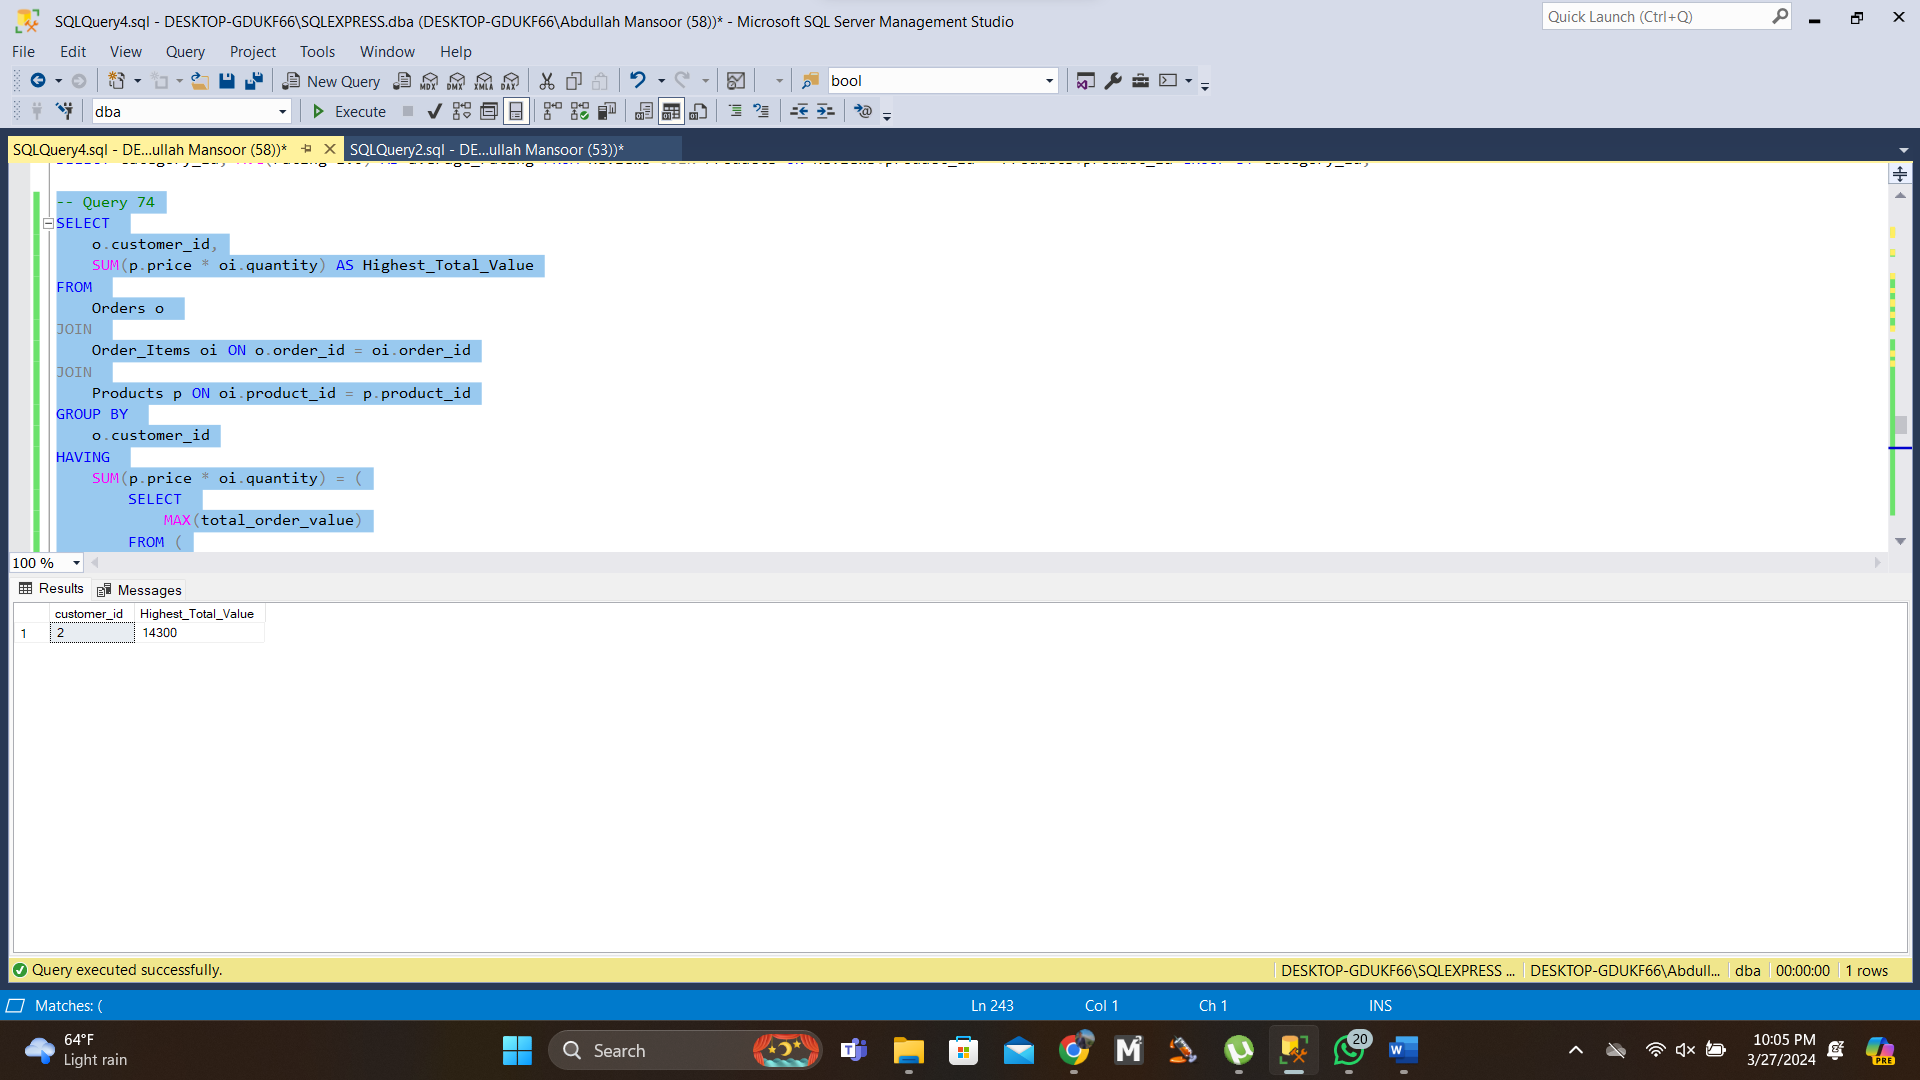 SQLQuery4.sql - DESKTOP-GDUKF66\SQLEXPRESS.dba (DESKTOP-GDUKF66\Abdullah Mansoor (58))* - Microsoft SQL Server Management Studio
Quick Launch (Ctrl+Q)
File Edit View Query Project Tools Window Help
New Query
MDX DMX XMLA DAX
bool
dba
Execute
SQLQuery4.sql - DE...ullah Mansoor (58))*
SQLQuery2.sql - DE...ullah Mansoor (53))*
-- Query 74
SELECT
o.customer_id,
SUM(p.price * oi.quantity) AS Highest_Total_Value
FROM
Orders o
JOIN
Order_Items oi ON o.order_id = oi.order_id
JOIN
Products p ON oi.product_id = p.product_id
GROUP BY
o.customer_id
HAVING
SUM(p.price * oi.quantity) = (
SELECT
MAX(total_order_value)
FROM (
100 %
Results Messages
customer_id Highest_Total_Value
1 2 14300
Query executed successfully.
DESKTOP-GDUKF66\SQLEXPRESS ... DESKTOP-GDUKF66\Abdull... dba 00:00:00 1 rows
Matches: (
Ln 243 Col 1 Ch 1 INS
64°F
Light rain
Search
20
10:05 PM
3/27/2024
PRE